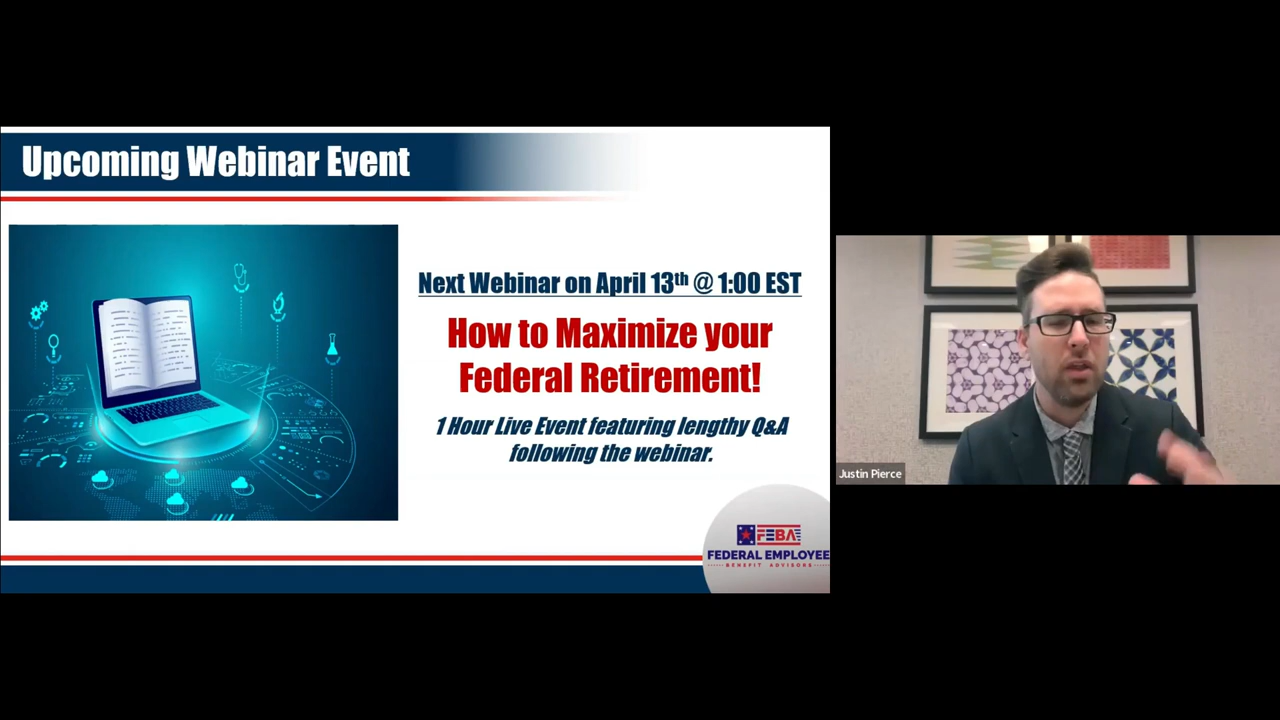 Upcoming Webinar Event
Next Webinar on April 13th @ 1:00 EST
How to Maximize your
Federal Retirement!
1 Hour Live Event featuring lengthy Q&A
following the webinar.
FEBA
FEDERAL EMPLOYEE
BENEFIT ADVISORS
Justin Pierce